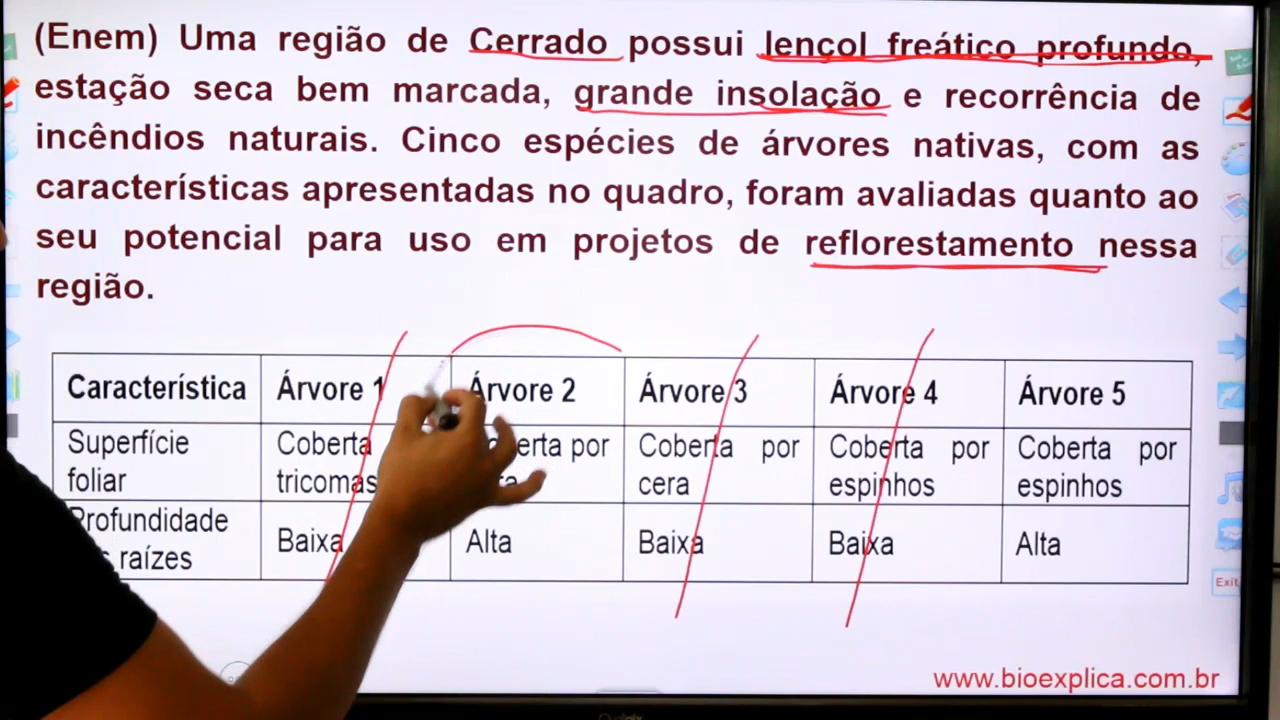 (Enem) Uma região de Cerrado possui lençol freático profundo,
estação seca bem marcada, grande insolação e recorrência de
incêndios naturais. Cinco espécies de árvores nativas, com as
características apresentadas no quadro, foram avaliadas quanto ao
seu potencial para uso em projetos de reflorestamento nessa
região.
Característica Árvore 1 Árvore 2 Árvore 3 Árvore 4 Árvore 5
Superfície Coberta por Coberta por Coberta por Coberta por
foliar tricomas cera espinhos espinhos
Profundidade
raízes Baixa Alta Baixa Baixa Alta
Exit
www.bioexplica.com.br